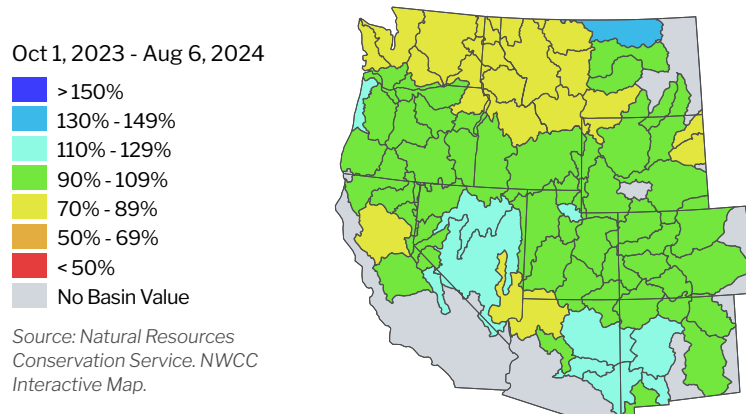 Oct 1, 2023 - Aug 6, 2024
>150%
130% - 149%
110% - 129%
90% - 109%
70% - 89%
50% - 69%
<50%
No Basin Value
Source: Natural Resources
Conservation Service. NWCC
Interactive Map.